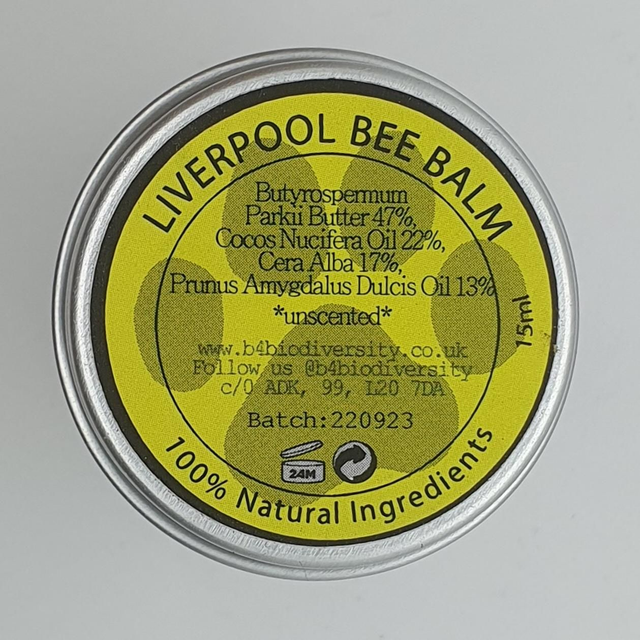 LIVERPOOL BEE BALM
Butyrospermum
Parkii Butter 47%,
Cocos Nucifera Oil 22%,
Cera Alba 17%,
Prunus Amygdalus Dulcis Oil 13%
*unscented*
15ml
www.b4biodiversity.co.uk
Follow us @b4biodiversity
c/O ADK, 99, L20 7DA
Batch:220923
24M
100% Natural Ingredients